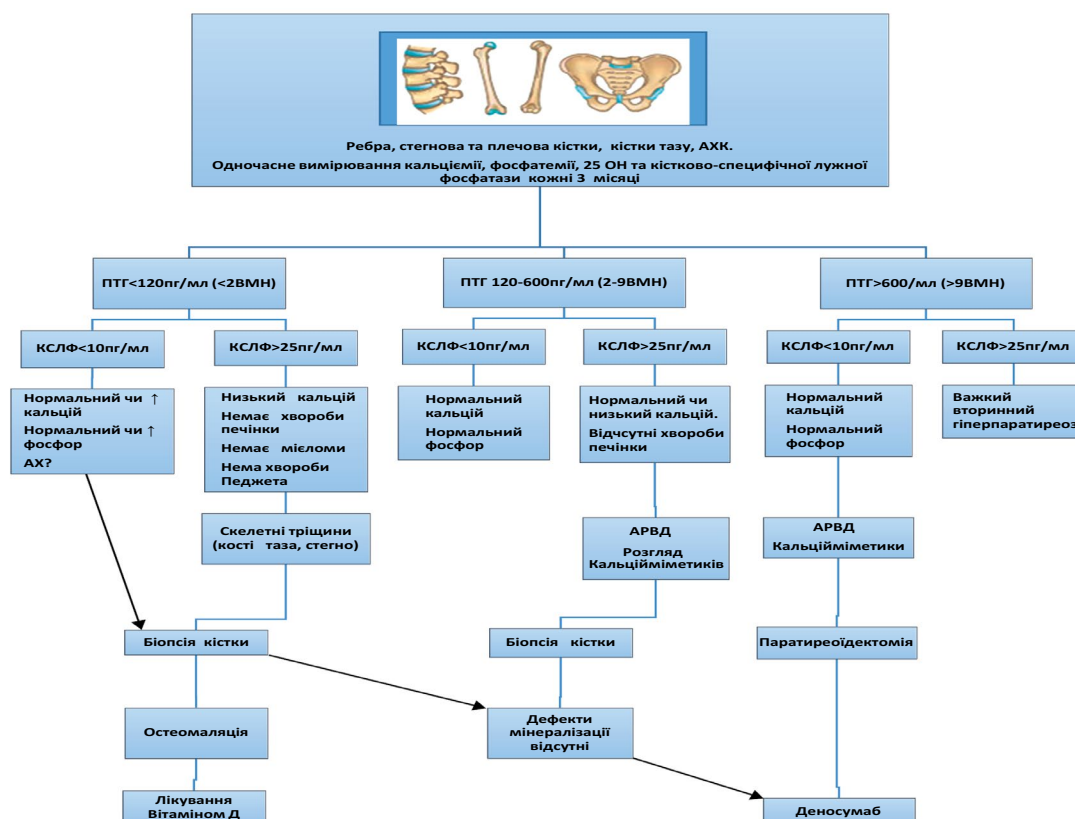 Ребра, стегнова та плечова кістки, кістки тазу, АХК.
Одночасне вимірювання кальціємії, фосфатемії, 25 ОН та кістково-специфічної лужної
фосфатази кожні 3 місяці
ПТГ<120пг/мл (<2ВМН)
ПТГ 120-600пг/мл (2-9ВМН)
ПТГ>600/мл (>9ВМН)
КСЛФ<10пг/мл
КСЛФ>25пг/мл
КСЛФ<10пг/мл
КСЛФ>25пг/мл
КСЛФ<10пг/мл
КСЛФ>25пг/мл
Нормальний чи ↑
кальцій
Нормальний чи ↑
фосфор
АХ?
Низький кальцій
Немає хвороби
печінки
Немає мієломи
Нема хвороби
Педжета
Нормальний
кальцій
Нормальний
фосфор
Нормальний чи
низький кальцій.
Відчсутні хвороби
печінки
Нормальний
кальцій
Нормальний
фосфор
Важкий
вторинний
гіперпаратиреоз
Скелетні тріщини
(кості таза, стегно)
АРВД
Розгляд
Кальційміметиків
АРВД
Кальційміметики
Біопсія кістки
Біопсія кістки
Паратиреоїдектомія
Остеомаляція
Дефекти
мінералізації
відсутні
Лікування
Вітаміном Д
Деносумаб